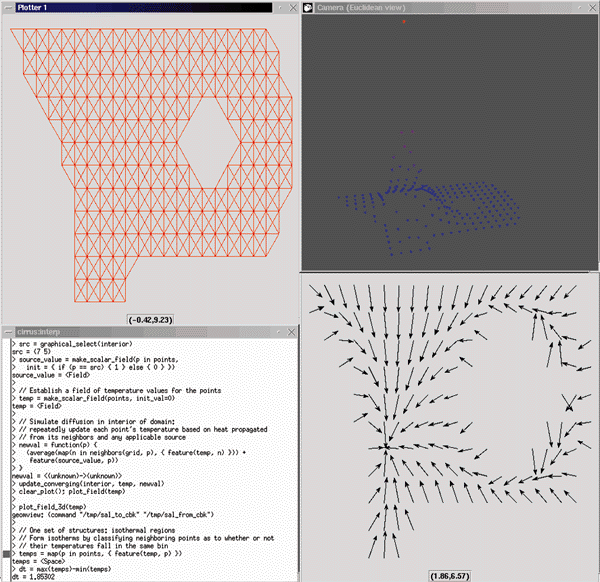 Plotter 1
Camera (Euclidean view)
(-0.42,9.23)
cirrus:interp
> src = graphical_select(interior)
src = (7 5)
> source_value = make_scalar_field(p in points,
>   init = { if (p == src) { 1 } else { 0 } })
source_value = <Field>
>
> // Establish a field of temperature values for the points
> temp = make_scalar_field(points, init_val=0)
temp = <Field>
>
> // Simulate diffusion in interior of domain:
> // repeatedly update each point's temperature based on heat propagated
> // from its neighbors and any applicable source
> newval = function(p) {
>   (average(map(n in neighbors(grid, p), { feature(temp, n) })) +
>    feature(source_value, p))
> }
newval = <(unknown)->(unknown)>
> update_converging(interior, temp, newval)
> clear_plot(); plot_field(temp)
>
> plot_field_3d(temp)
geomview: (command "/tmp/sal_to_cbk" "/tmp/sal_from_cbk")
>
> // One set of structures: isothermal regions
> // Form isotherms by classifying neighboring points as to whether or not
> // their temperatures fall in the same bin
> temps = map(p in points, { feature(temp, p) })
temps = <Space>
> dt = max(temps)-min(temps)
dt = 1.85302
(1.86,6.57)